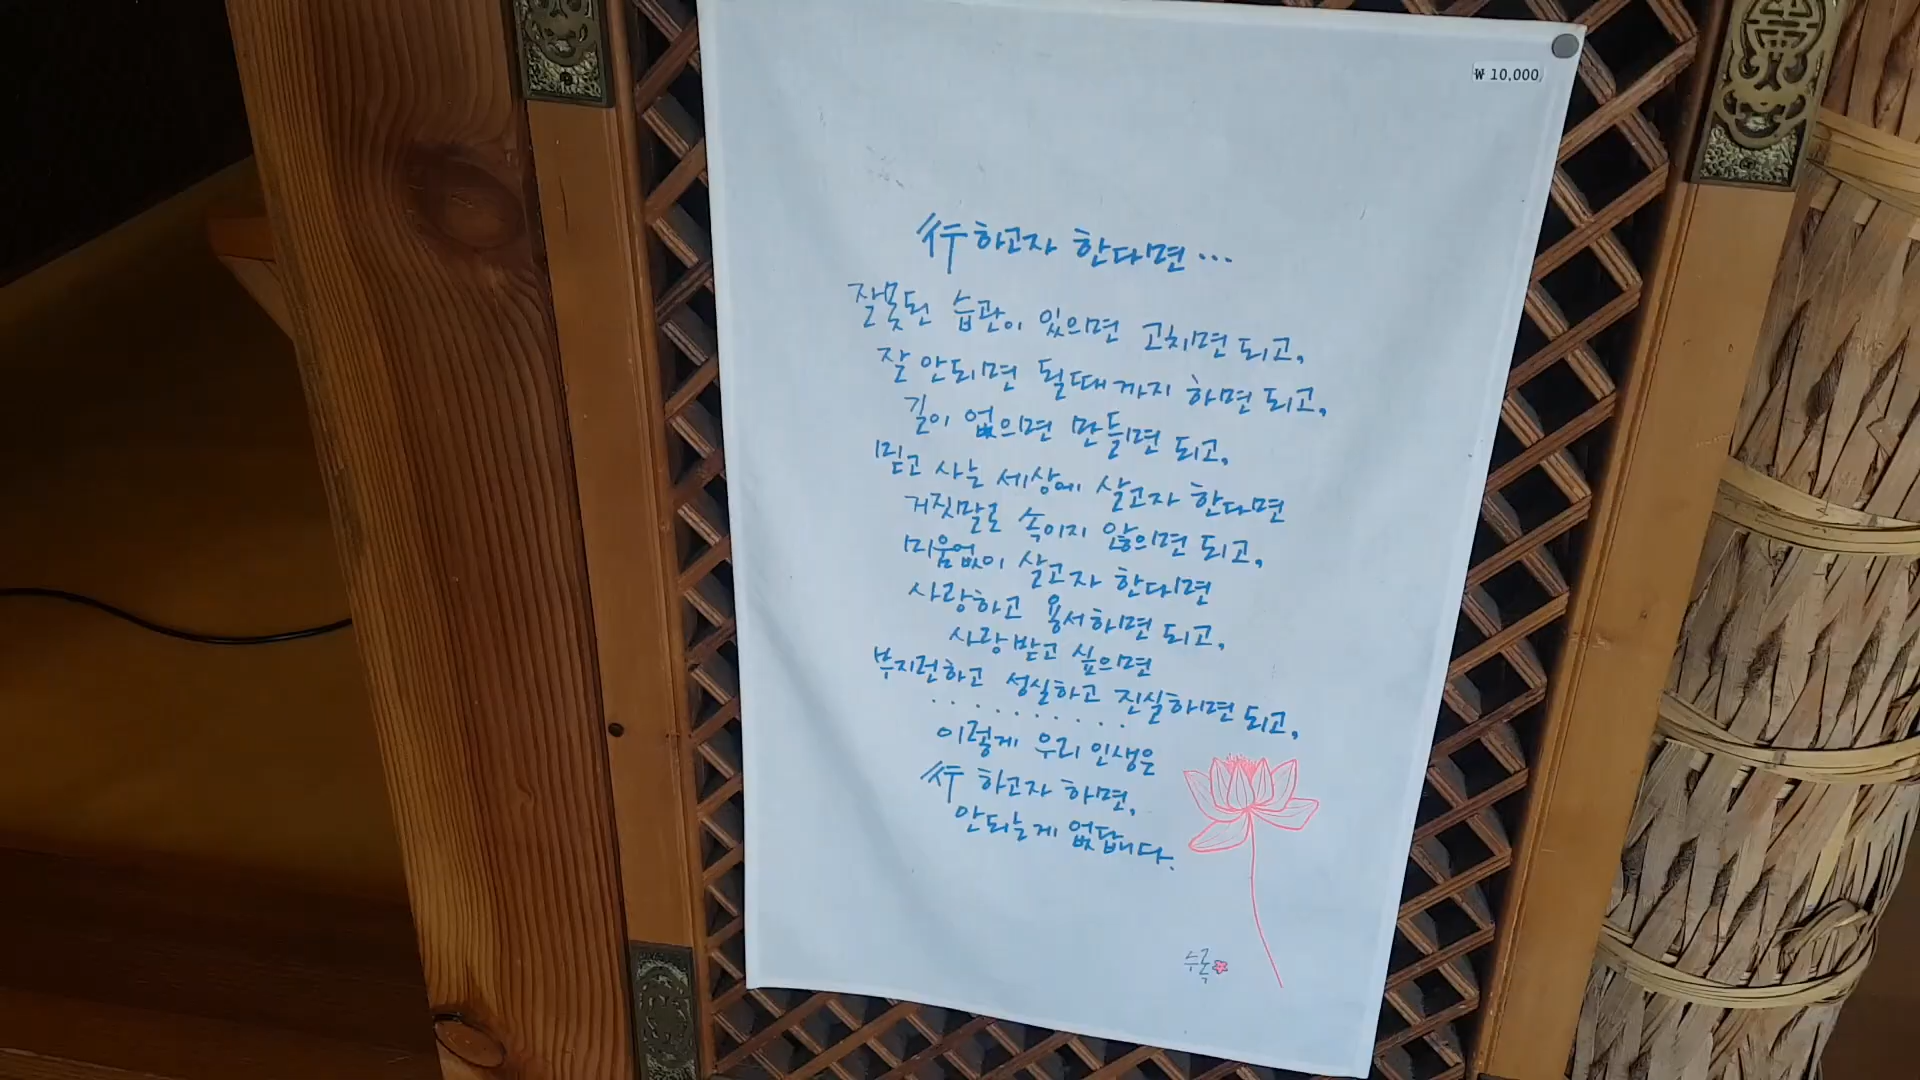 ₩ 10,000
行하고자 한다면...
잘못된 습관이 있으면 고치면 되고,
잘 안되면 될때까지 하면 되고,
길이 없으면 만들면 되고,
믿고 사는 세상에 살고자 한다면
거짓말로 속이지 않으면 되고,
미움없이 살고자 한다면
사랑하고 용서하면 되고,
사랑받고 싶으면
부지런하고 성실하고 진실하면 되고,
..........
이렇게 우리 인생은
行 하고자 하면,
안되는게 없답니다.
수록